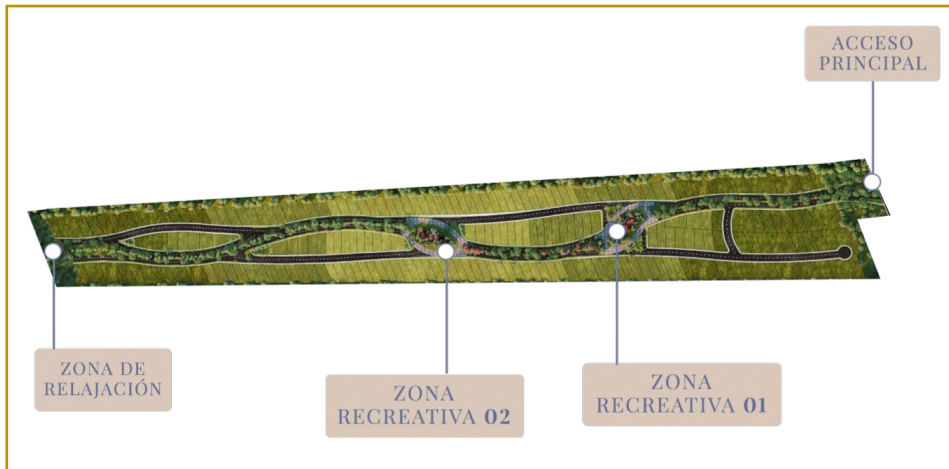 ACCESO
PRINCIPAL
ZONA DE
RELAJACIÓN
ZONA
RECREATIVA 02
ZONA
RECREATIVA 01